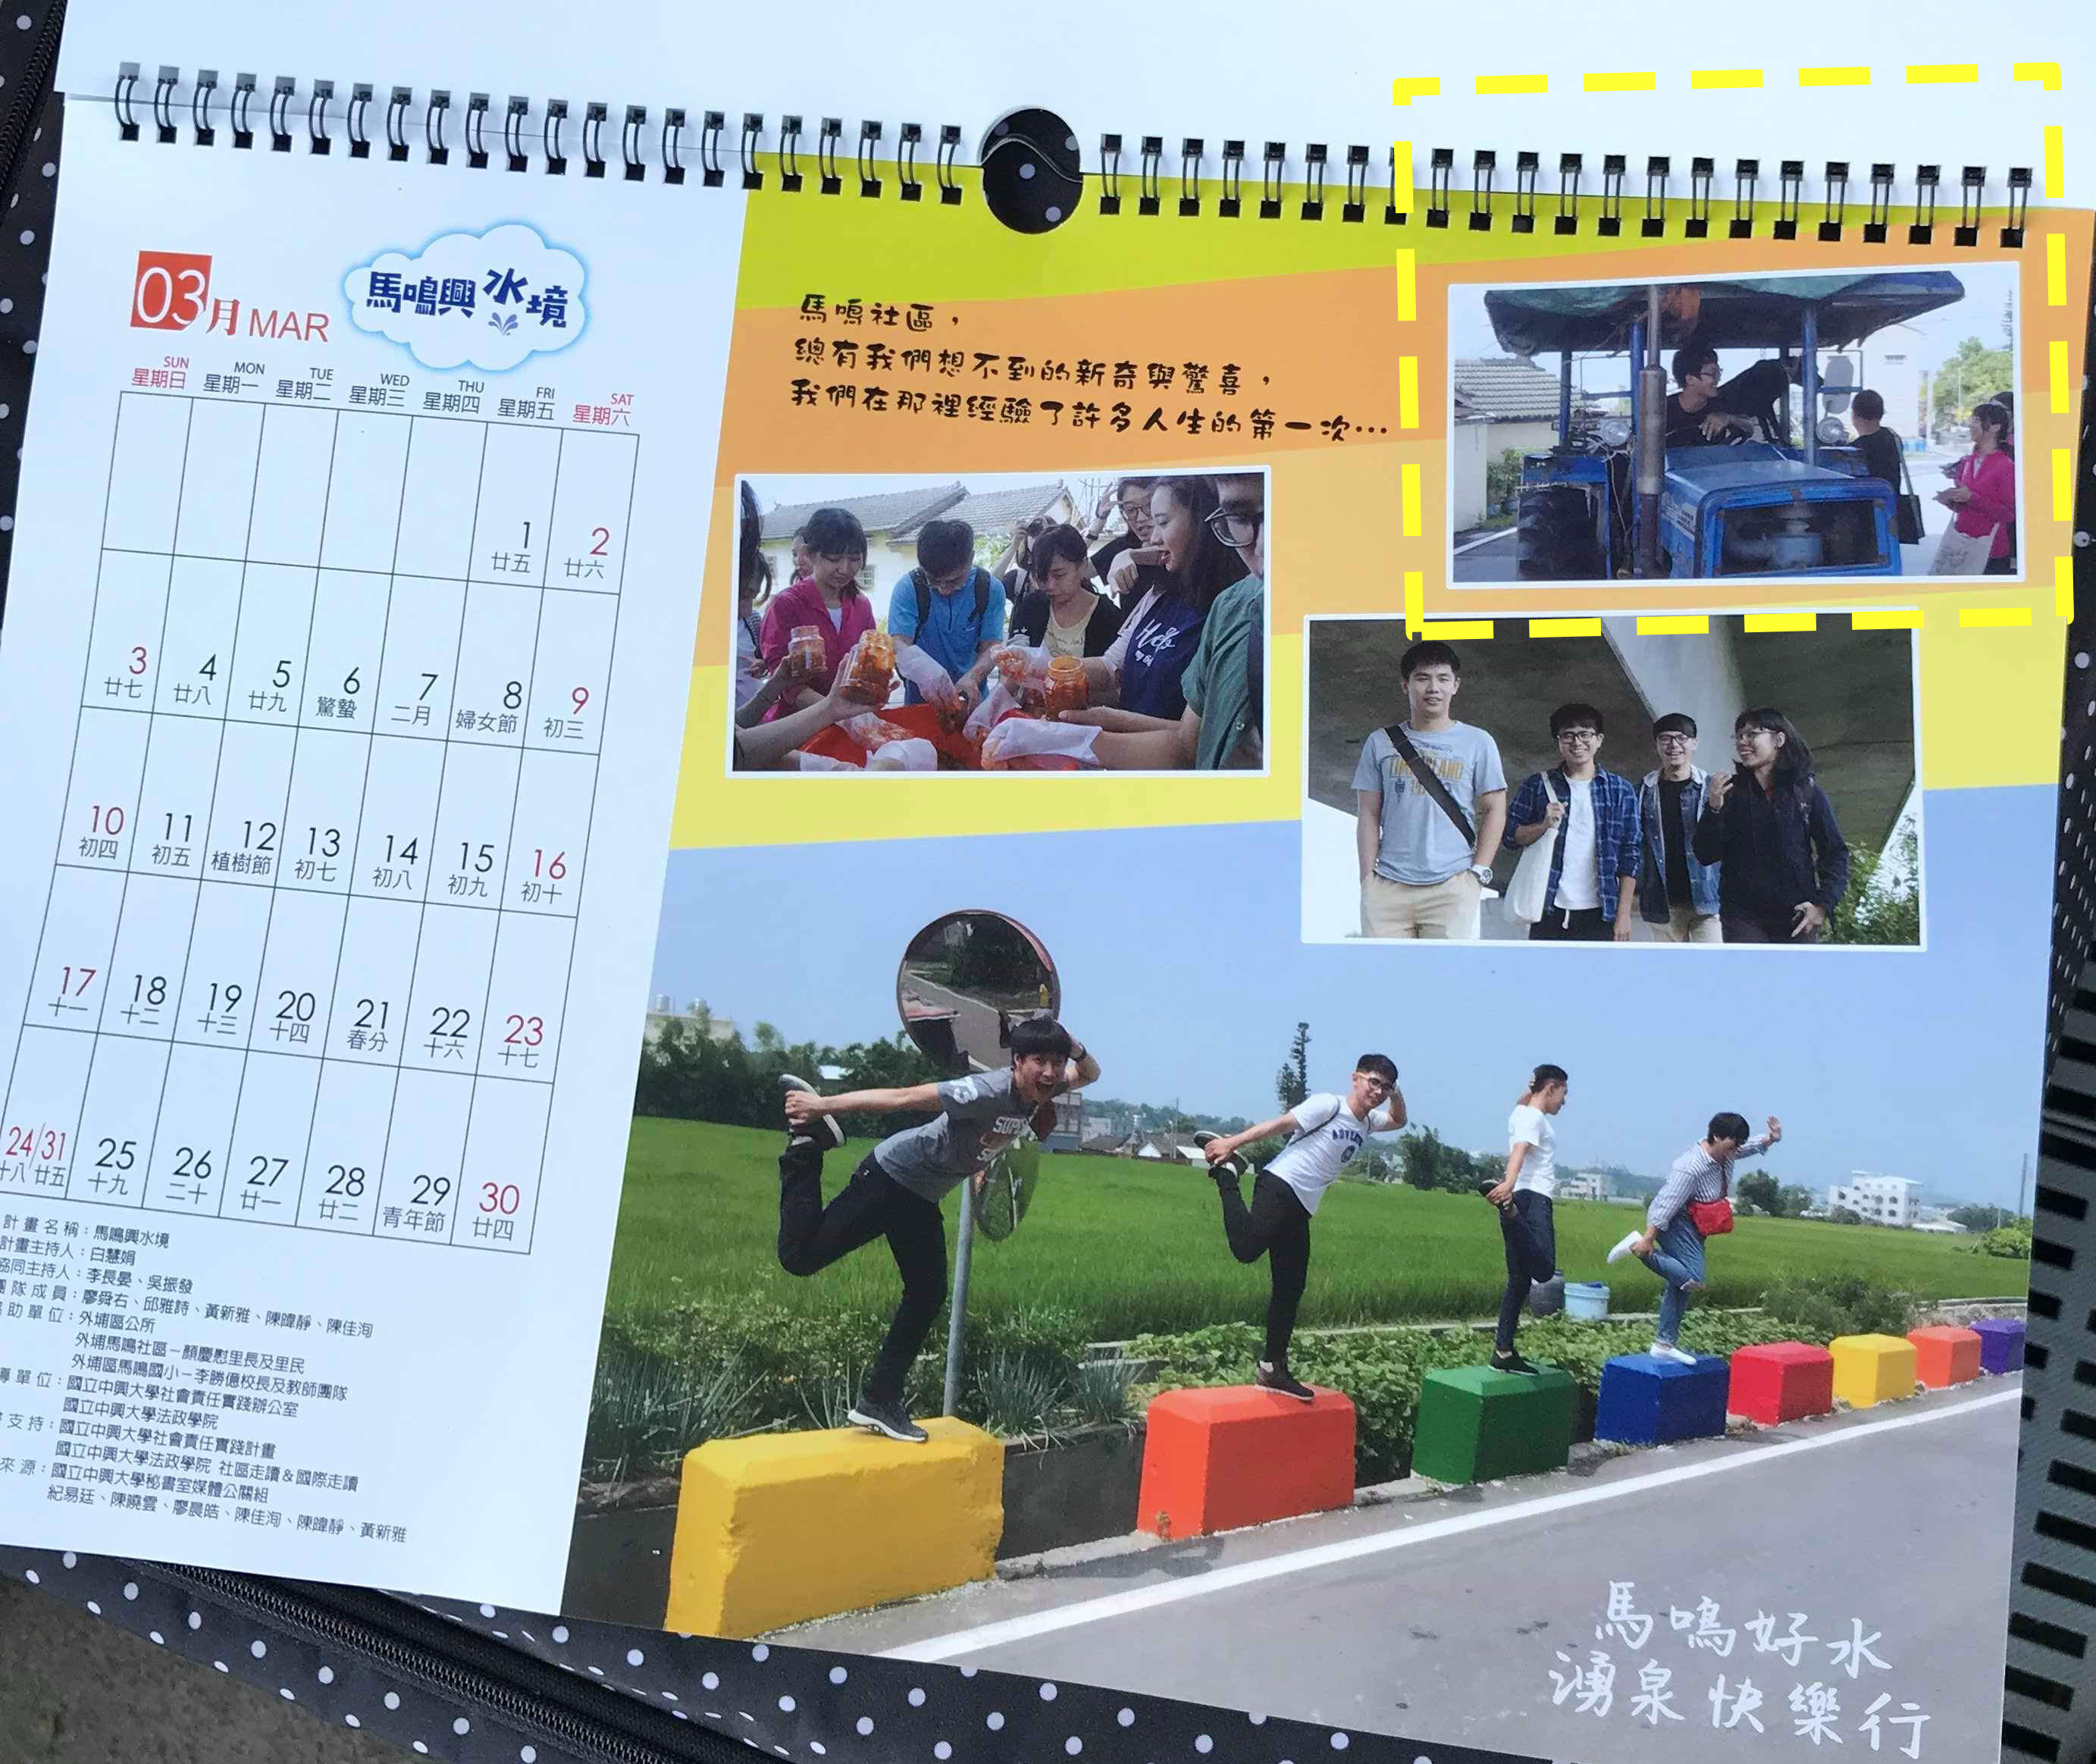 03月 MAR
馬鳴興水境
SUN MON TUE WED THU FRI SAT
星期日 星期一 星期二 星期三 星期四 星期五 星期六
1 2
廿五 廿六
3 4 5 6 7 8 9
廿七 廿八 廿九 驚蟄 二月 婦女節 初三
10 11 12 13 14 15 16
初四 初五 植樹節 初七 初八 初九 初十
17 18 19 20 21 22 23
十一 十二 十三 十四 春分 十六 十七
24/31 25 26 27 28 29 30
十八 廿五 十九 二十 廿一 廿二 青年節 廿四
計畫名稱：馬鳴興水境
計畫主持人：白慧娟
協同主持人：李長晏、吳振發
團隊成員：廖舜右、邱雅詩、黃新雅、陳暐靜、陳佳洵
協助單位：外埔區公所
外埔馬鳴社區－顏慶慰里長及里民
外埔區馬鳴國小－李勝億校長及教師團隊
導單位：國立中興大學社會責任實踐辦公室
國立中興大學法政學院
支持：國立中興大學社會責任實踐計畫
國立中興大學法政學院 社區走讀＆國際走讀
來源：國立中興大學秘書室媒體公關組
紀易廷、陳曉雲、廖晨皓、陳佳洵、陳暐靜、黃新雅
馬鳴社區，
總有我們想不到的新奇與驚喜，
我們在那裡經驗了許多人生的第一次…
馬鳴好水
湧泉快樂行